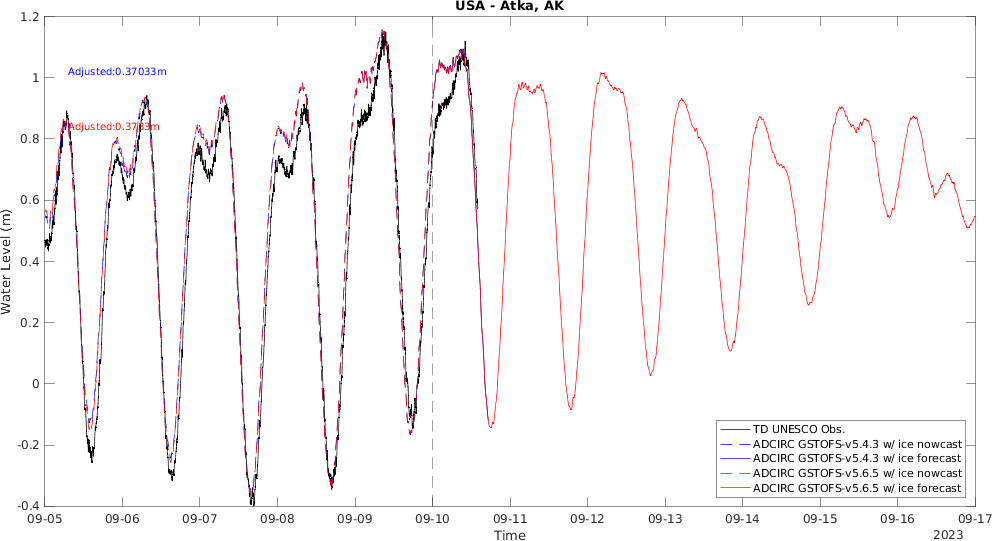 USA - Atka, AK
Adjusted:0.37033m
Adjusted:0.3733m
Water Level (m)
1.2
1
0.8
0.6
0.4
0.2
0
-0.2
-0.4
09-05
09-06
09-07
09-08
09-09
09-10
09-11
09-12
09-13
09-14
09-15
09-16
09-17
Time
2023
TD UNESCO Obs.
ADCIRC GSTOFS-v5.4.3 w/ ice nowcast
ADCIRC GSTOFS-v5.4.3 w/ ice forecast
ADCIRC GSTOFS-v5.6.5 w/ ice nowcast
ADCIRC GSTOFS-v5.6.5 w/ ice forecast